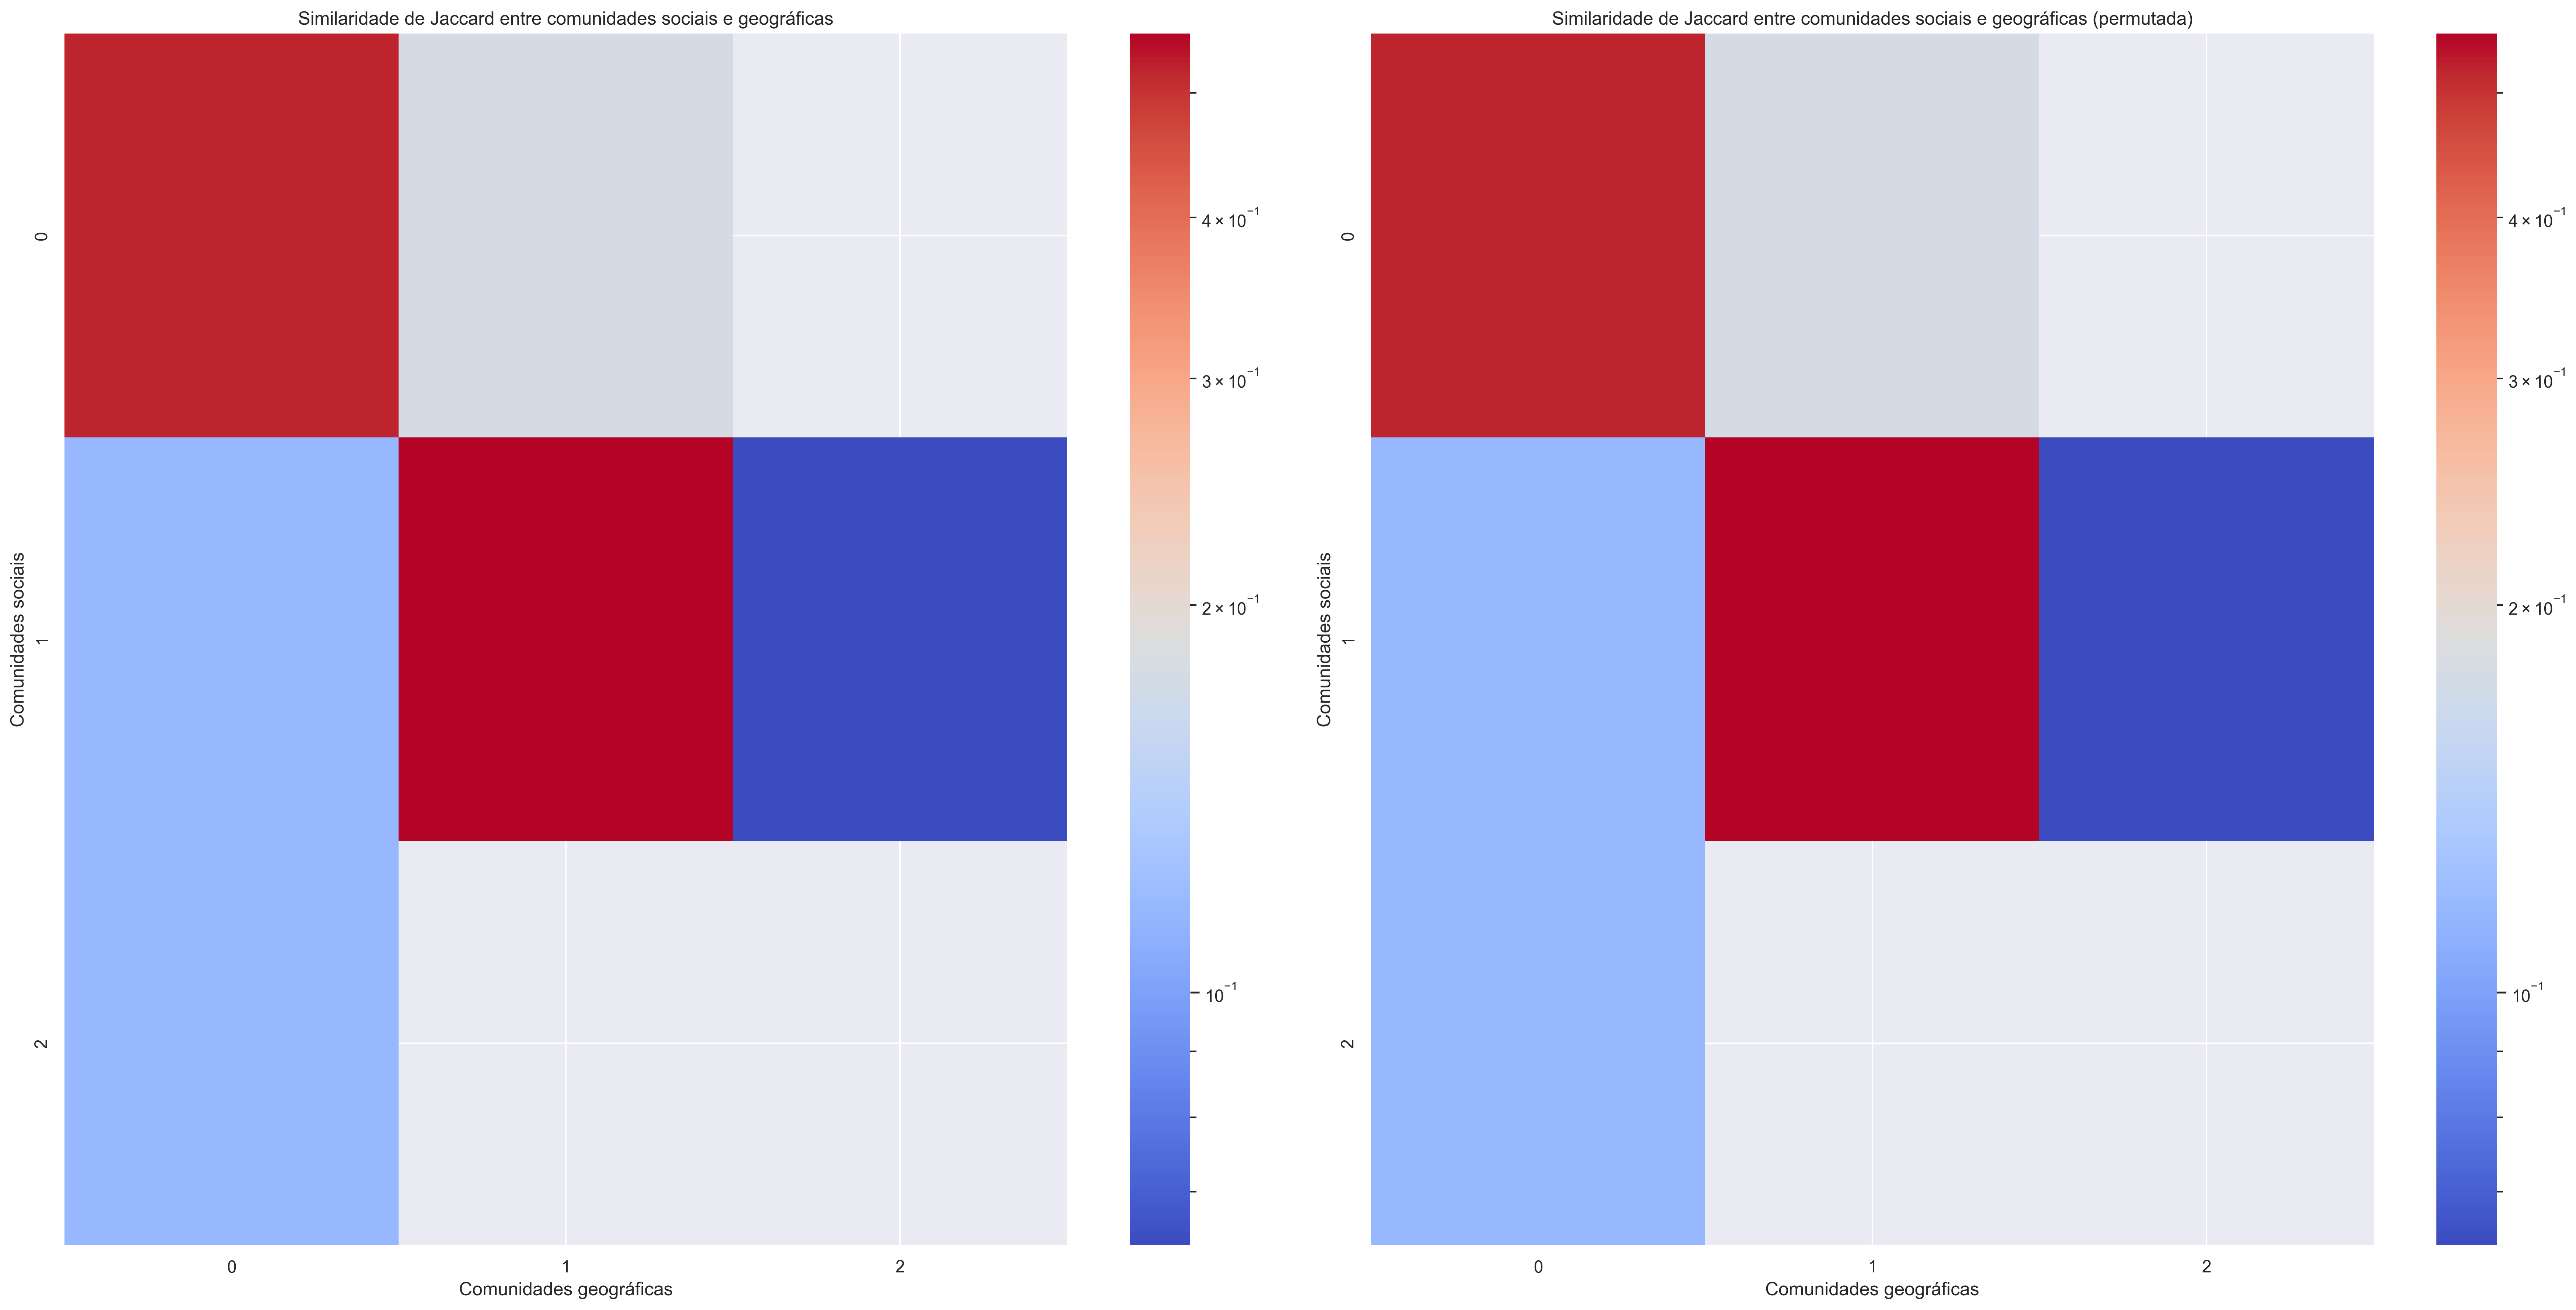 Similaridade de Jaccard entre comunidades sociais e geográficas
Comunidades sociais
0
1
2
0 1 2
Comunidades geográficas
4 × 10⁻¹
3 × 10⁻¹
2 × 10⁻¹
10⁻¹
Similaridade de Jaccard entre comunidades sociais e geográficas (permutada)
Comunidades sociais
0
1
2
0 1 2
Comunidades geográficas
4 × 10⁻¹
3 × 10⁻¹
2 × 10⁻¹
10⁻¹